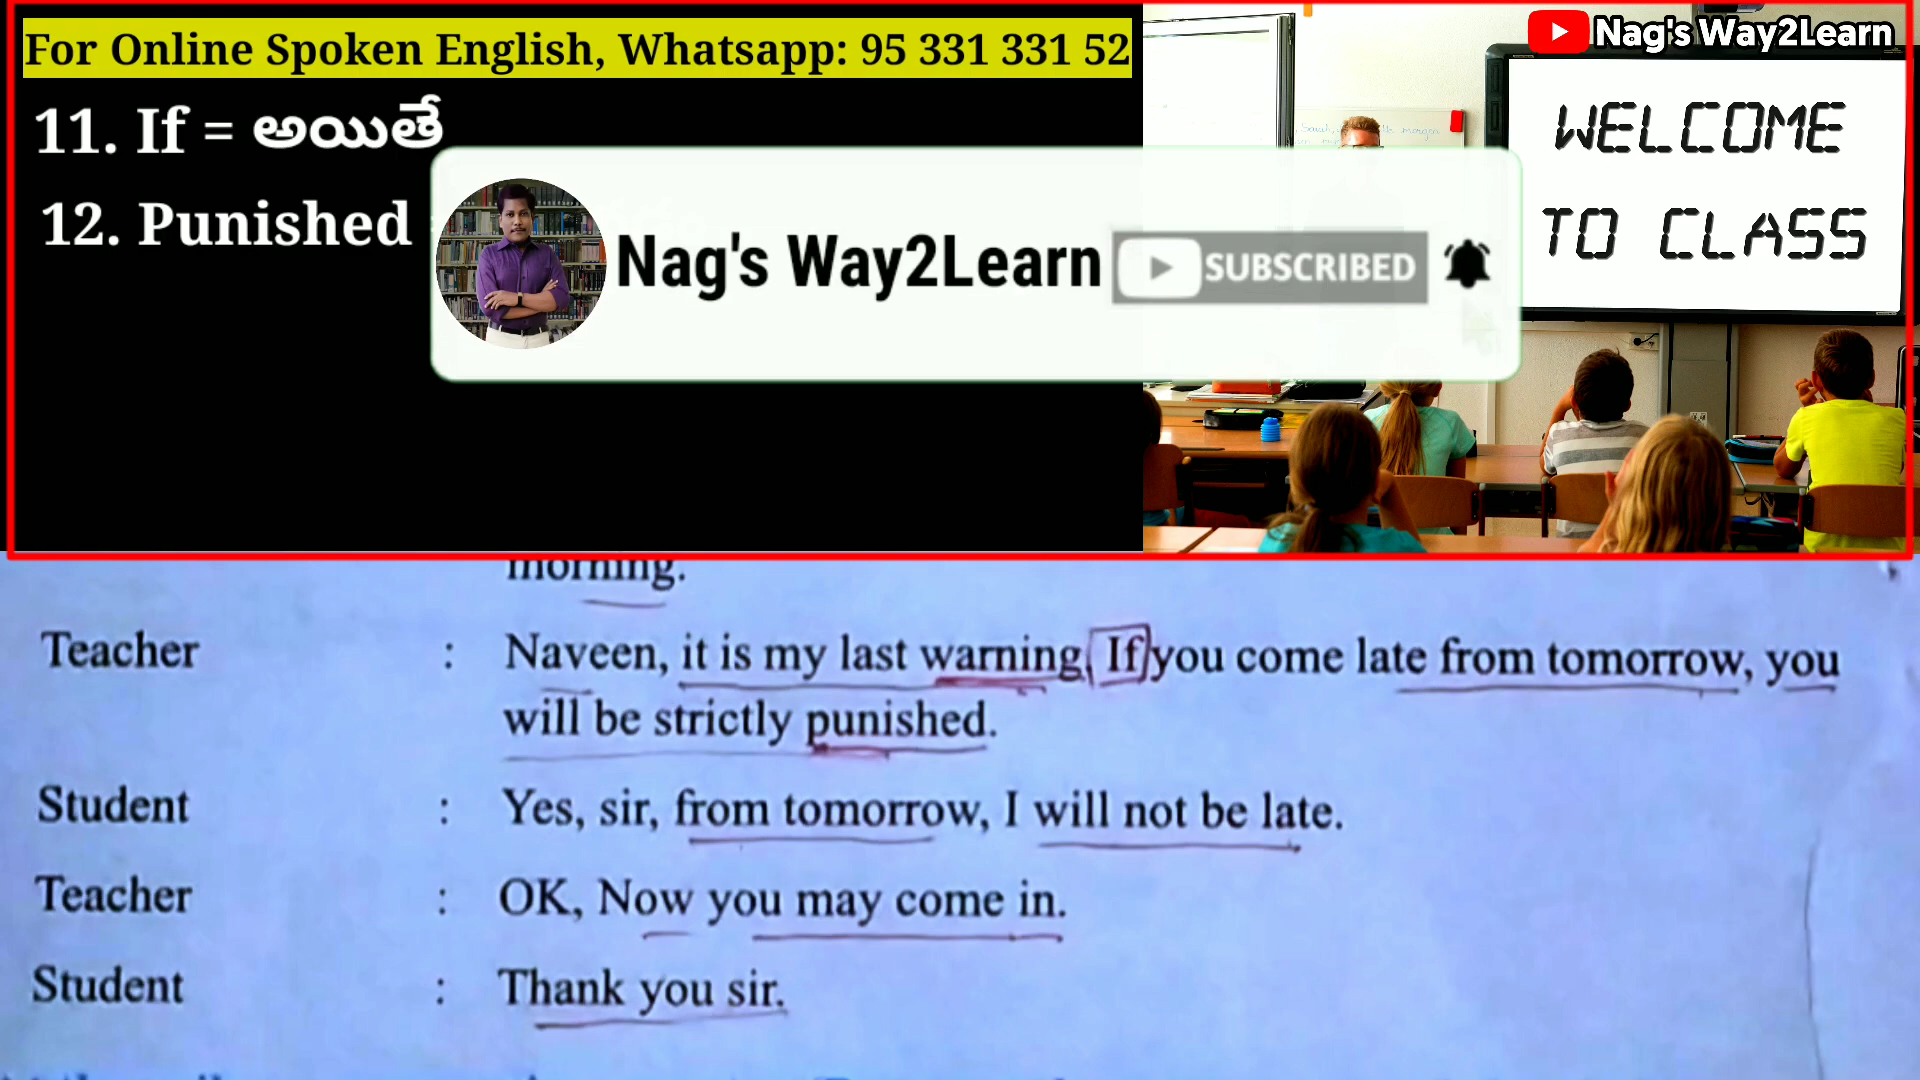 For Online Spoken English, Whatsapp: 95 331 331 52
Nag's Way2Learn
11. If = అయితే
12. Punished
WELCOME
TO CLASS
Nag's Way2Learn SUBSCRIBED
morning.
Teacher : Naveen, it is my last warning, If you come late from tomorrow, you
will be strictly punished.
Student : Yes, sir, from tomorrow, I will not be late.
Teacher : OK, Now you may come in.
Student : Thank you sir.